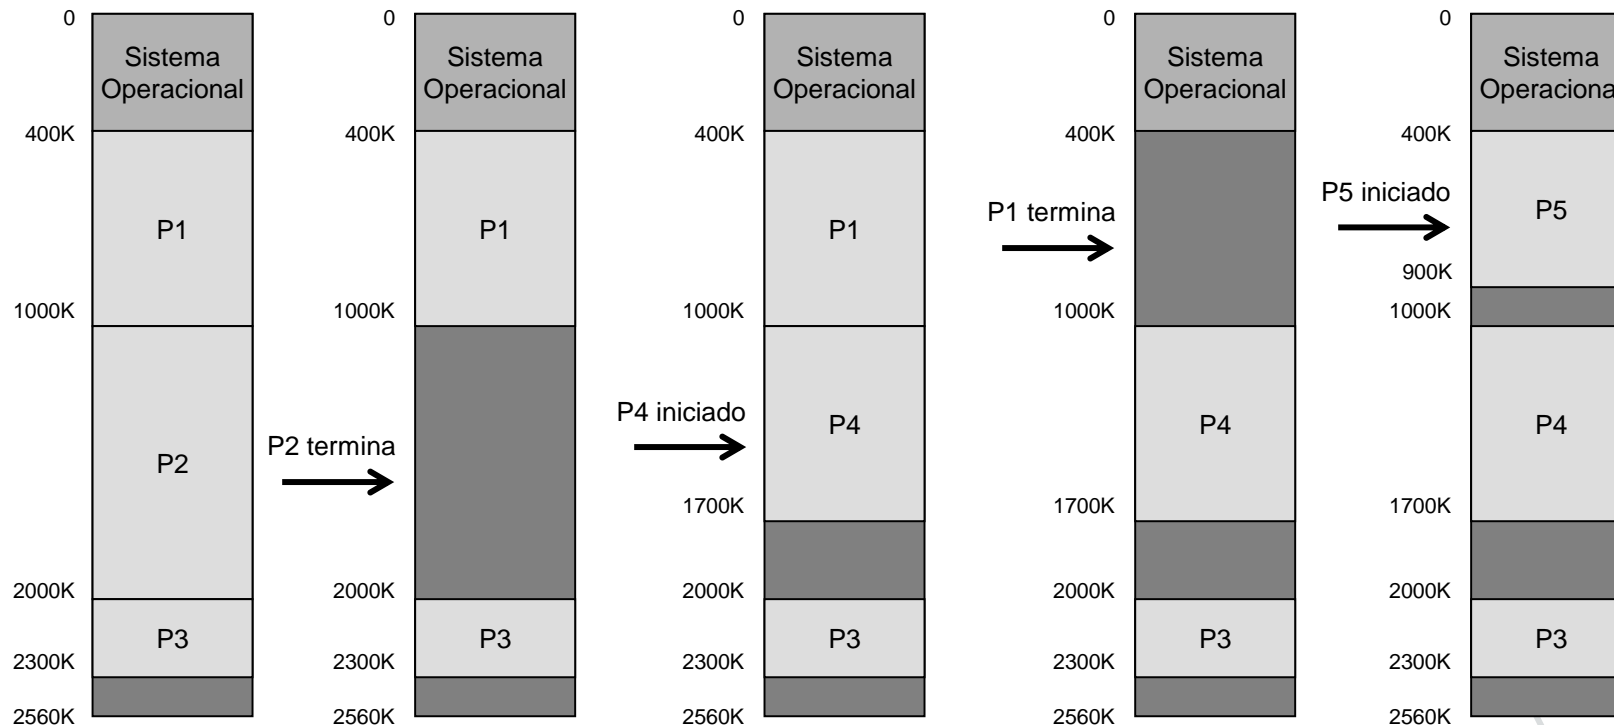 0
Sistema
Operacional
400K
P1
1000K
P2
2000K
P3
2300K
2560K
P2 termina
0
Sistema
Operacional
400K
P1
1000K
2000K
P3
2300K
2560K
P4 iniciado
0
Sistema
Operacional
400K
P1
1000K
P4
1700K
2000K
P3
2300K
2560K
P1 termina
0
Sistema
Operacional
400K
1000K
P4
1700K
2000K
P3
2300K
2560K
P5 iniciado
0
Sistema
Operaciona
400K
P5
900K
1000K
P4
1700K
2000K
P3
2300K
2560K